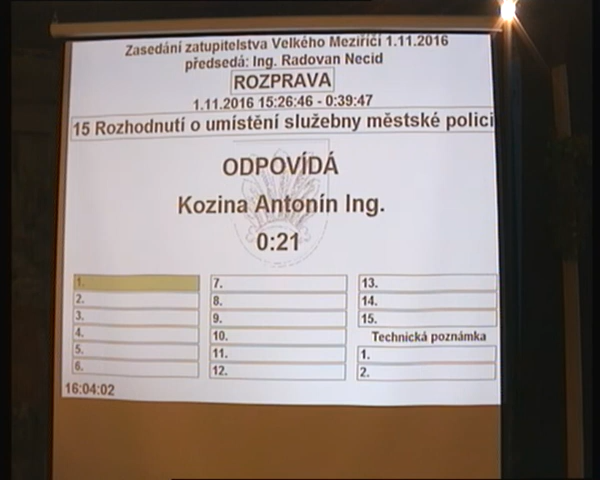 Zasedání zatupitelstva Velkého Meziříčí 1.11.2016
předsedá: Ing. Radovan Necid
ROZPRAVA
1.11.2016 15:26:46 - 0:39:47
15 Rozhodnutí o umístění služebny městské polici
ODPOVÍDÁ
Kozina Antonín Ing.
0:21
1.
2.
3.
4.
5.
6.
7.
8.
9.
10.
11.
12.
13.
14.
15.
Technická poznámka
1.
2.
16:04:02